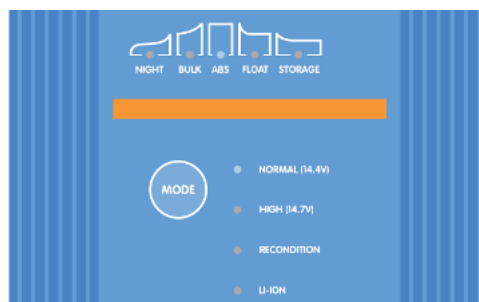 NIGHT BULK ABS FLOAT STORAGE
MODE
NORMAL (14.4V)
HIGH (14.7V)
RECONDITION
LI-ION